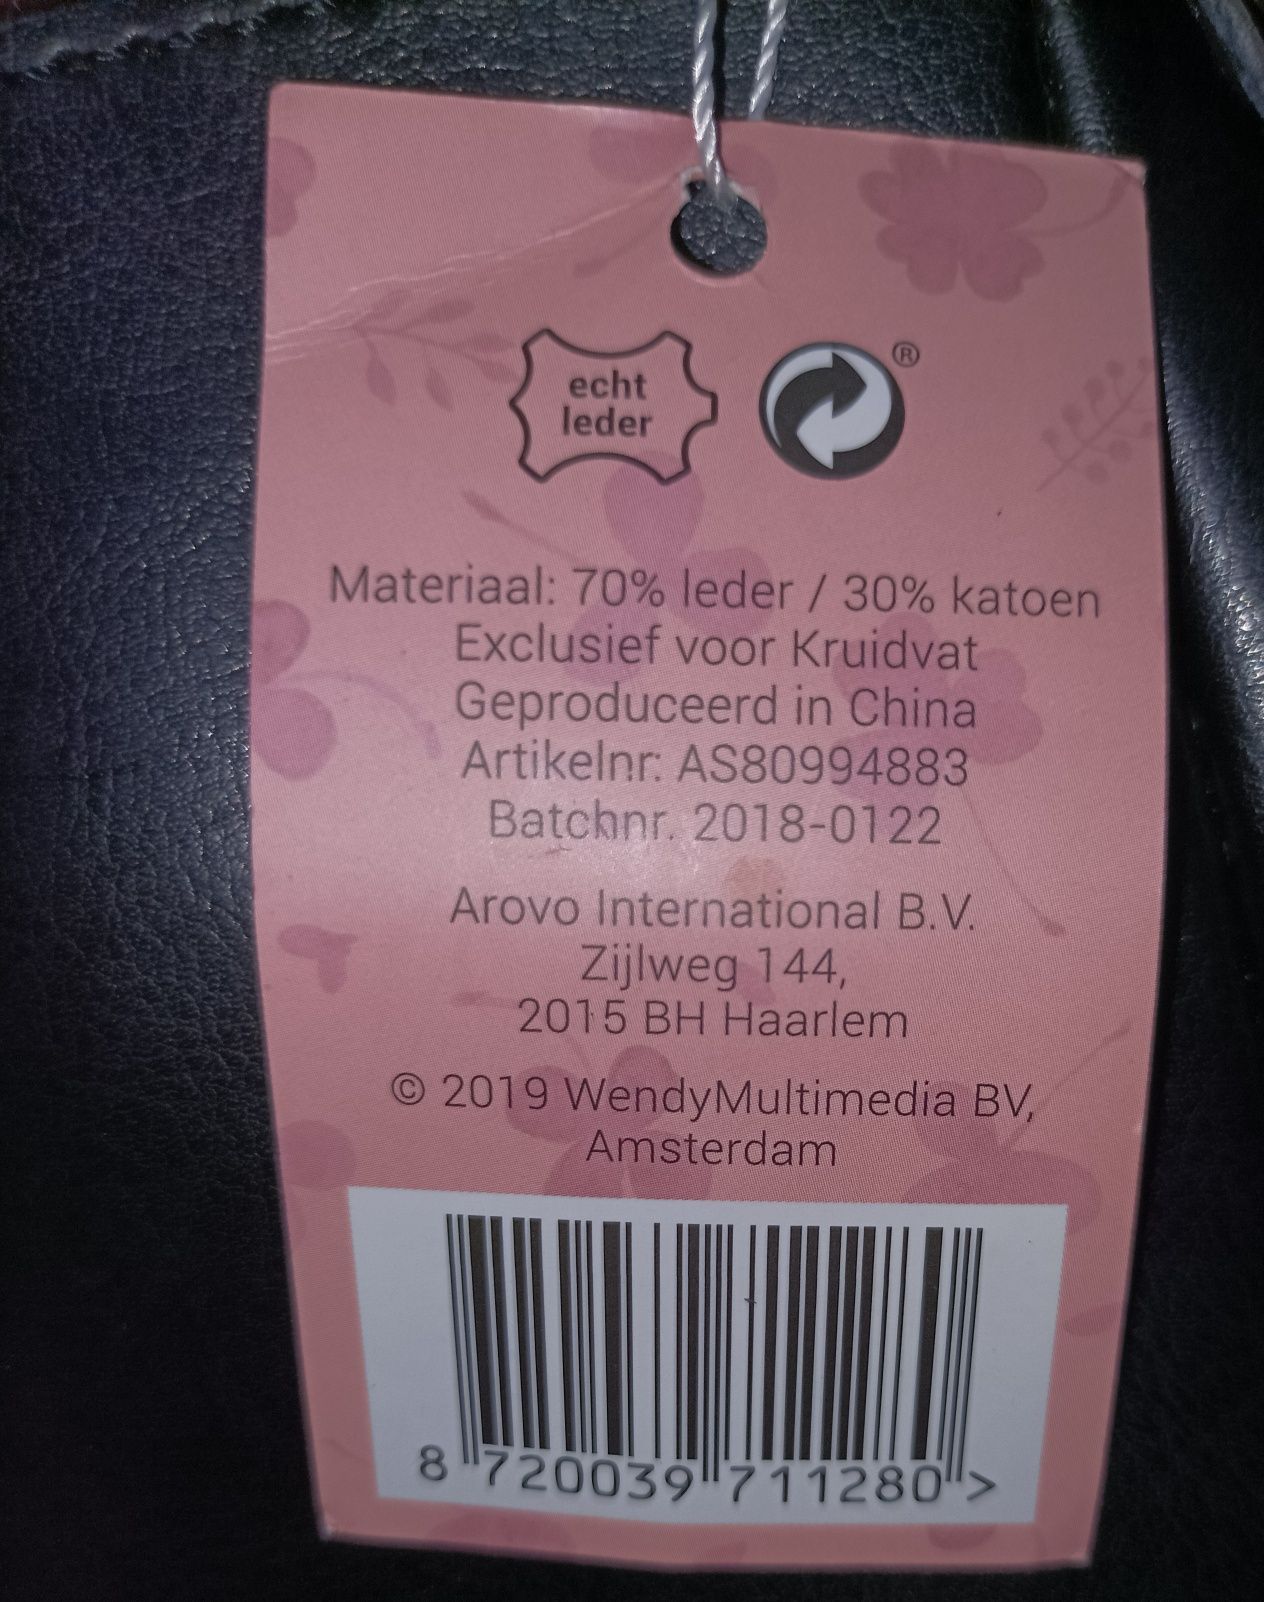 echt
leder
®
Materiaal: 70% leder / 30% katoen
Exclusief voor Kruidvat
Geproduceerd in China
Artikelnr: AS80994883
Batchnr. 2018-0122
Arovo International B.V.
Zijlweg 144,
2015 BH Haarlem
© 2019 WendyMultimedia BV,
Amsterdam
8 720039 711280 >